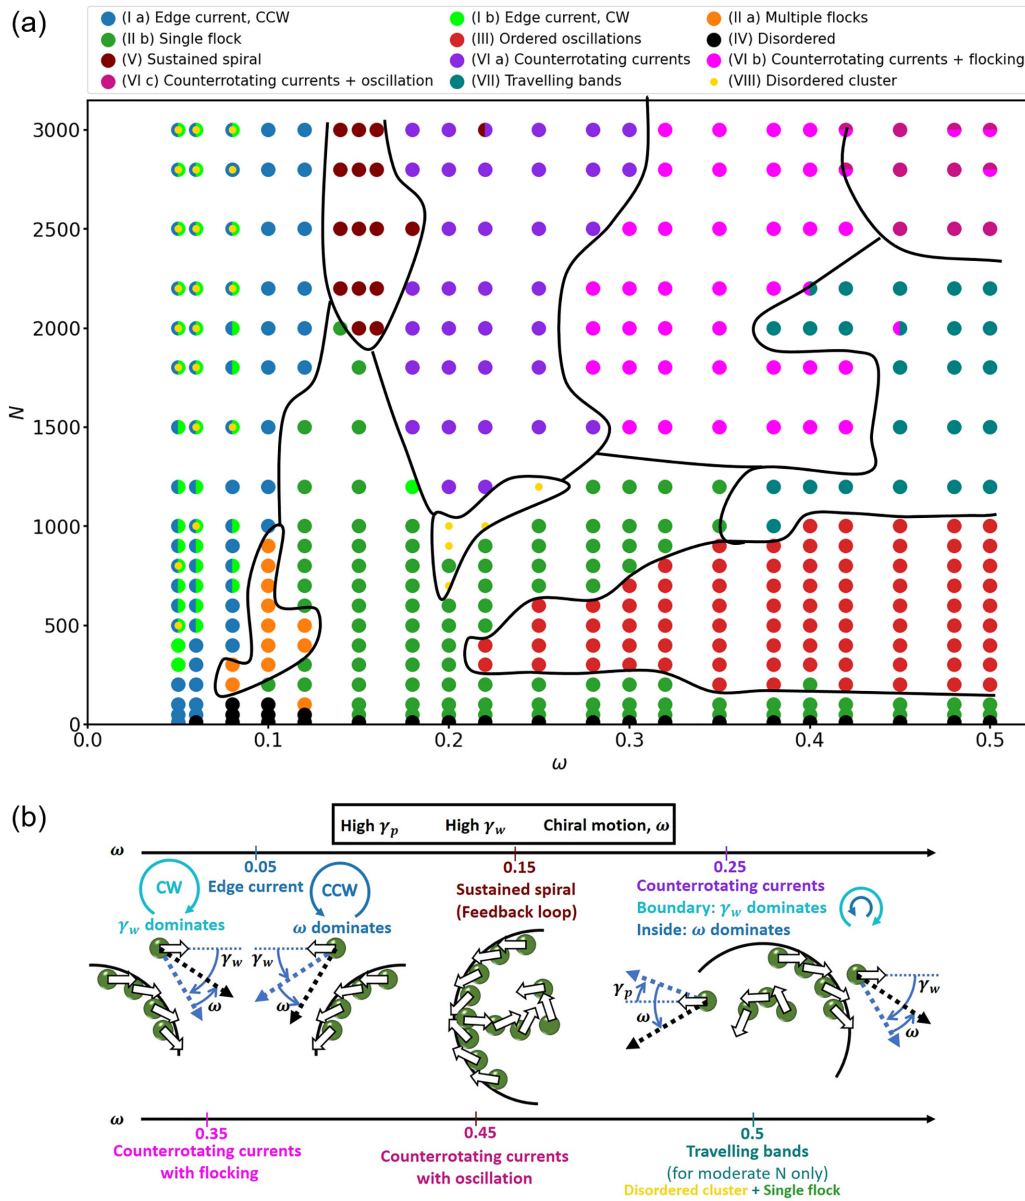 (a)
(I a) Edge current, CCW (I b) Edge current, CW (II a) Multiple flocks
(II b) Single flock (III) Ordered oscillations (IV) Disordered
(V) Sustained spiral (VI a) Counterrotating currents (VI b) Counterrotating currents + flocking
(VI c) Counterrotating currents + oscillation (VII) Travelling bands (VIII) Disordered cluster
3000
2500
2000
N
1500
1000
500
0
0.0 0.1 0.2 0.3 0.4 0.5
ω
(b)
High γp High γw Chiral motion, ω
ω
0.05 0.15 0.25
CW Edge current CCW
γw dominates ω dominates
Sustained spiral
(Feedback loop)
Counterrotating currents
Boundary: γw dominates
Inside: ω dominates
γw γw
ω ω
γp γw
ω ω
ω
0.35 0.45 0.5
Counterrotating currents
with flocking
Counterrotating currents
with oscillation
Travelling bands
(for moderate N only)
Disordered cluster + Single flock